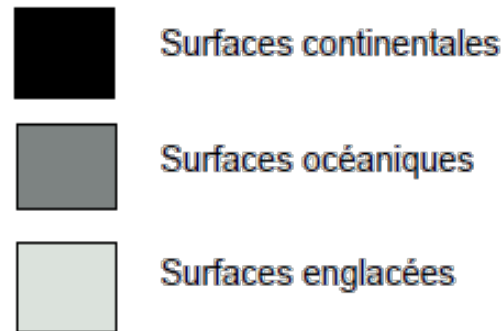 Surfaces continentales
Surfaces océaniques
Surfaces englacées